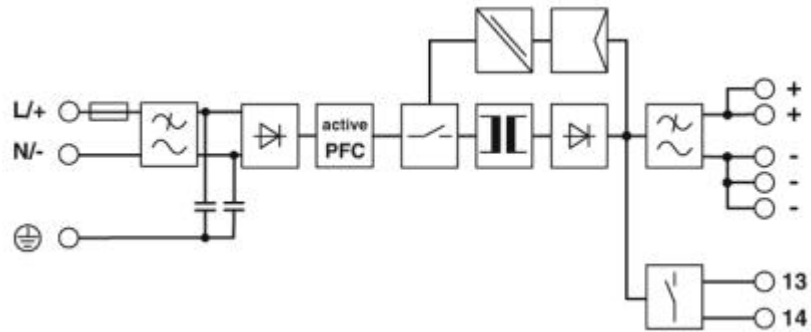 L/+
N/-
active
PFC
+
+
-
-
-
13
14